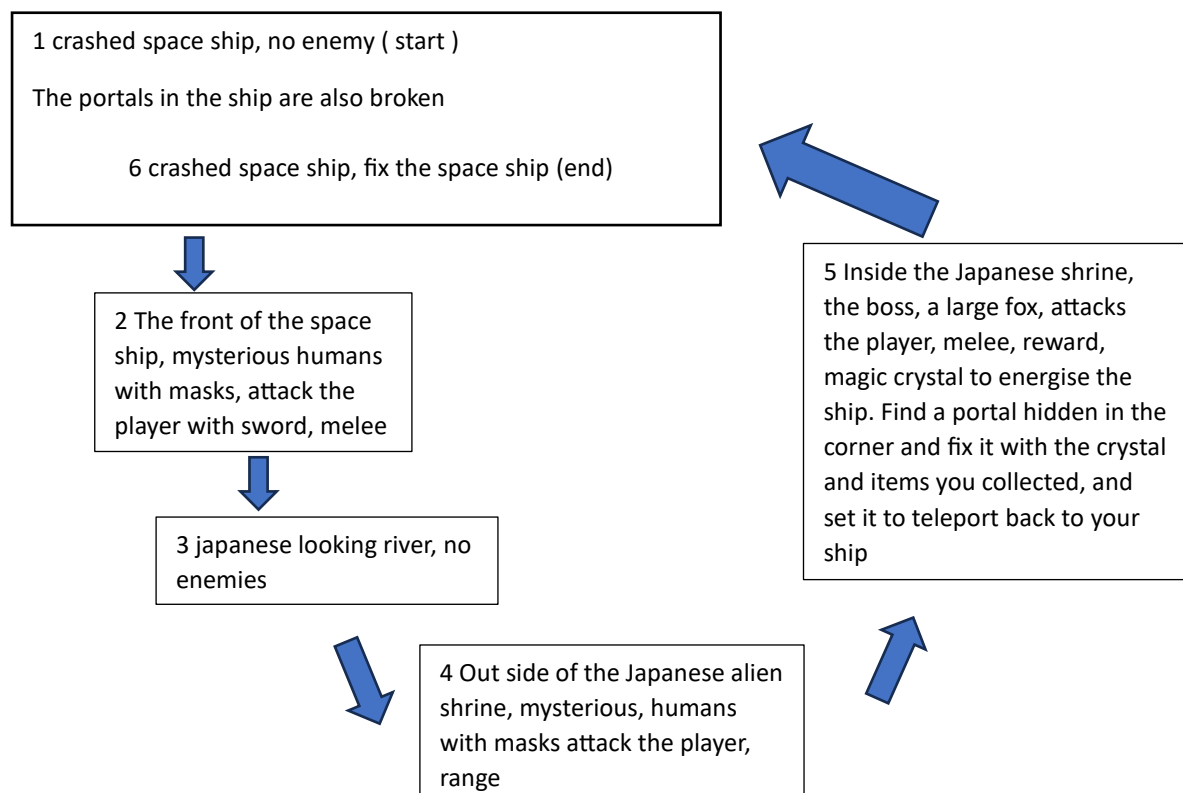 1 crashed space ship, no enemy ( start )
The portals in the ship are also broken
6 crashed space ship, fix the space ship (end)
2 The front of the space
ship, mysterious humans
with masks, attack the
player with sword, melee
3 japanese looking river, no
enemies
4 Out side of the Japanese alien
shrine, mysterious, humans
with masks attack the player,
range
5 Inside the Japanese shrine,
the boss, a large fox, attacks
the player, melee, reward,
magic crystal to energise the
ship. Find a portal hidden in the
corner and fix it with the crystal
and items you collected, and
set it to teleport back to your
ship